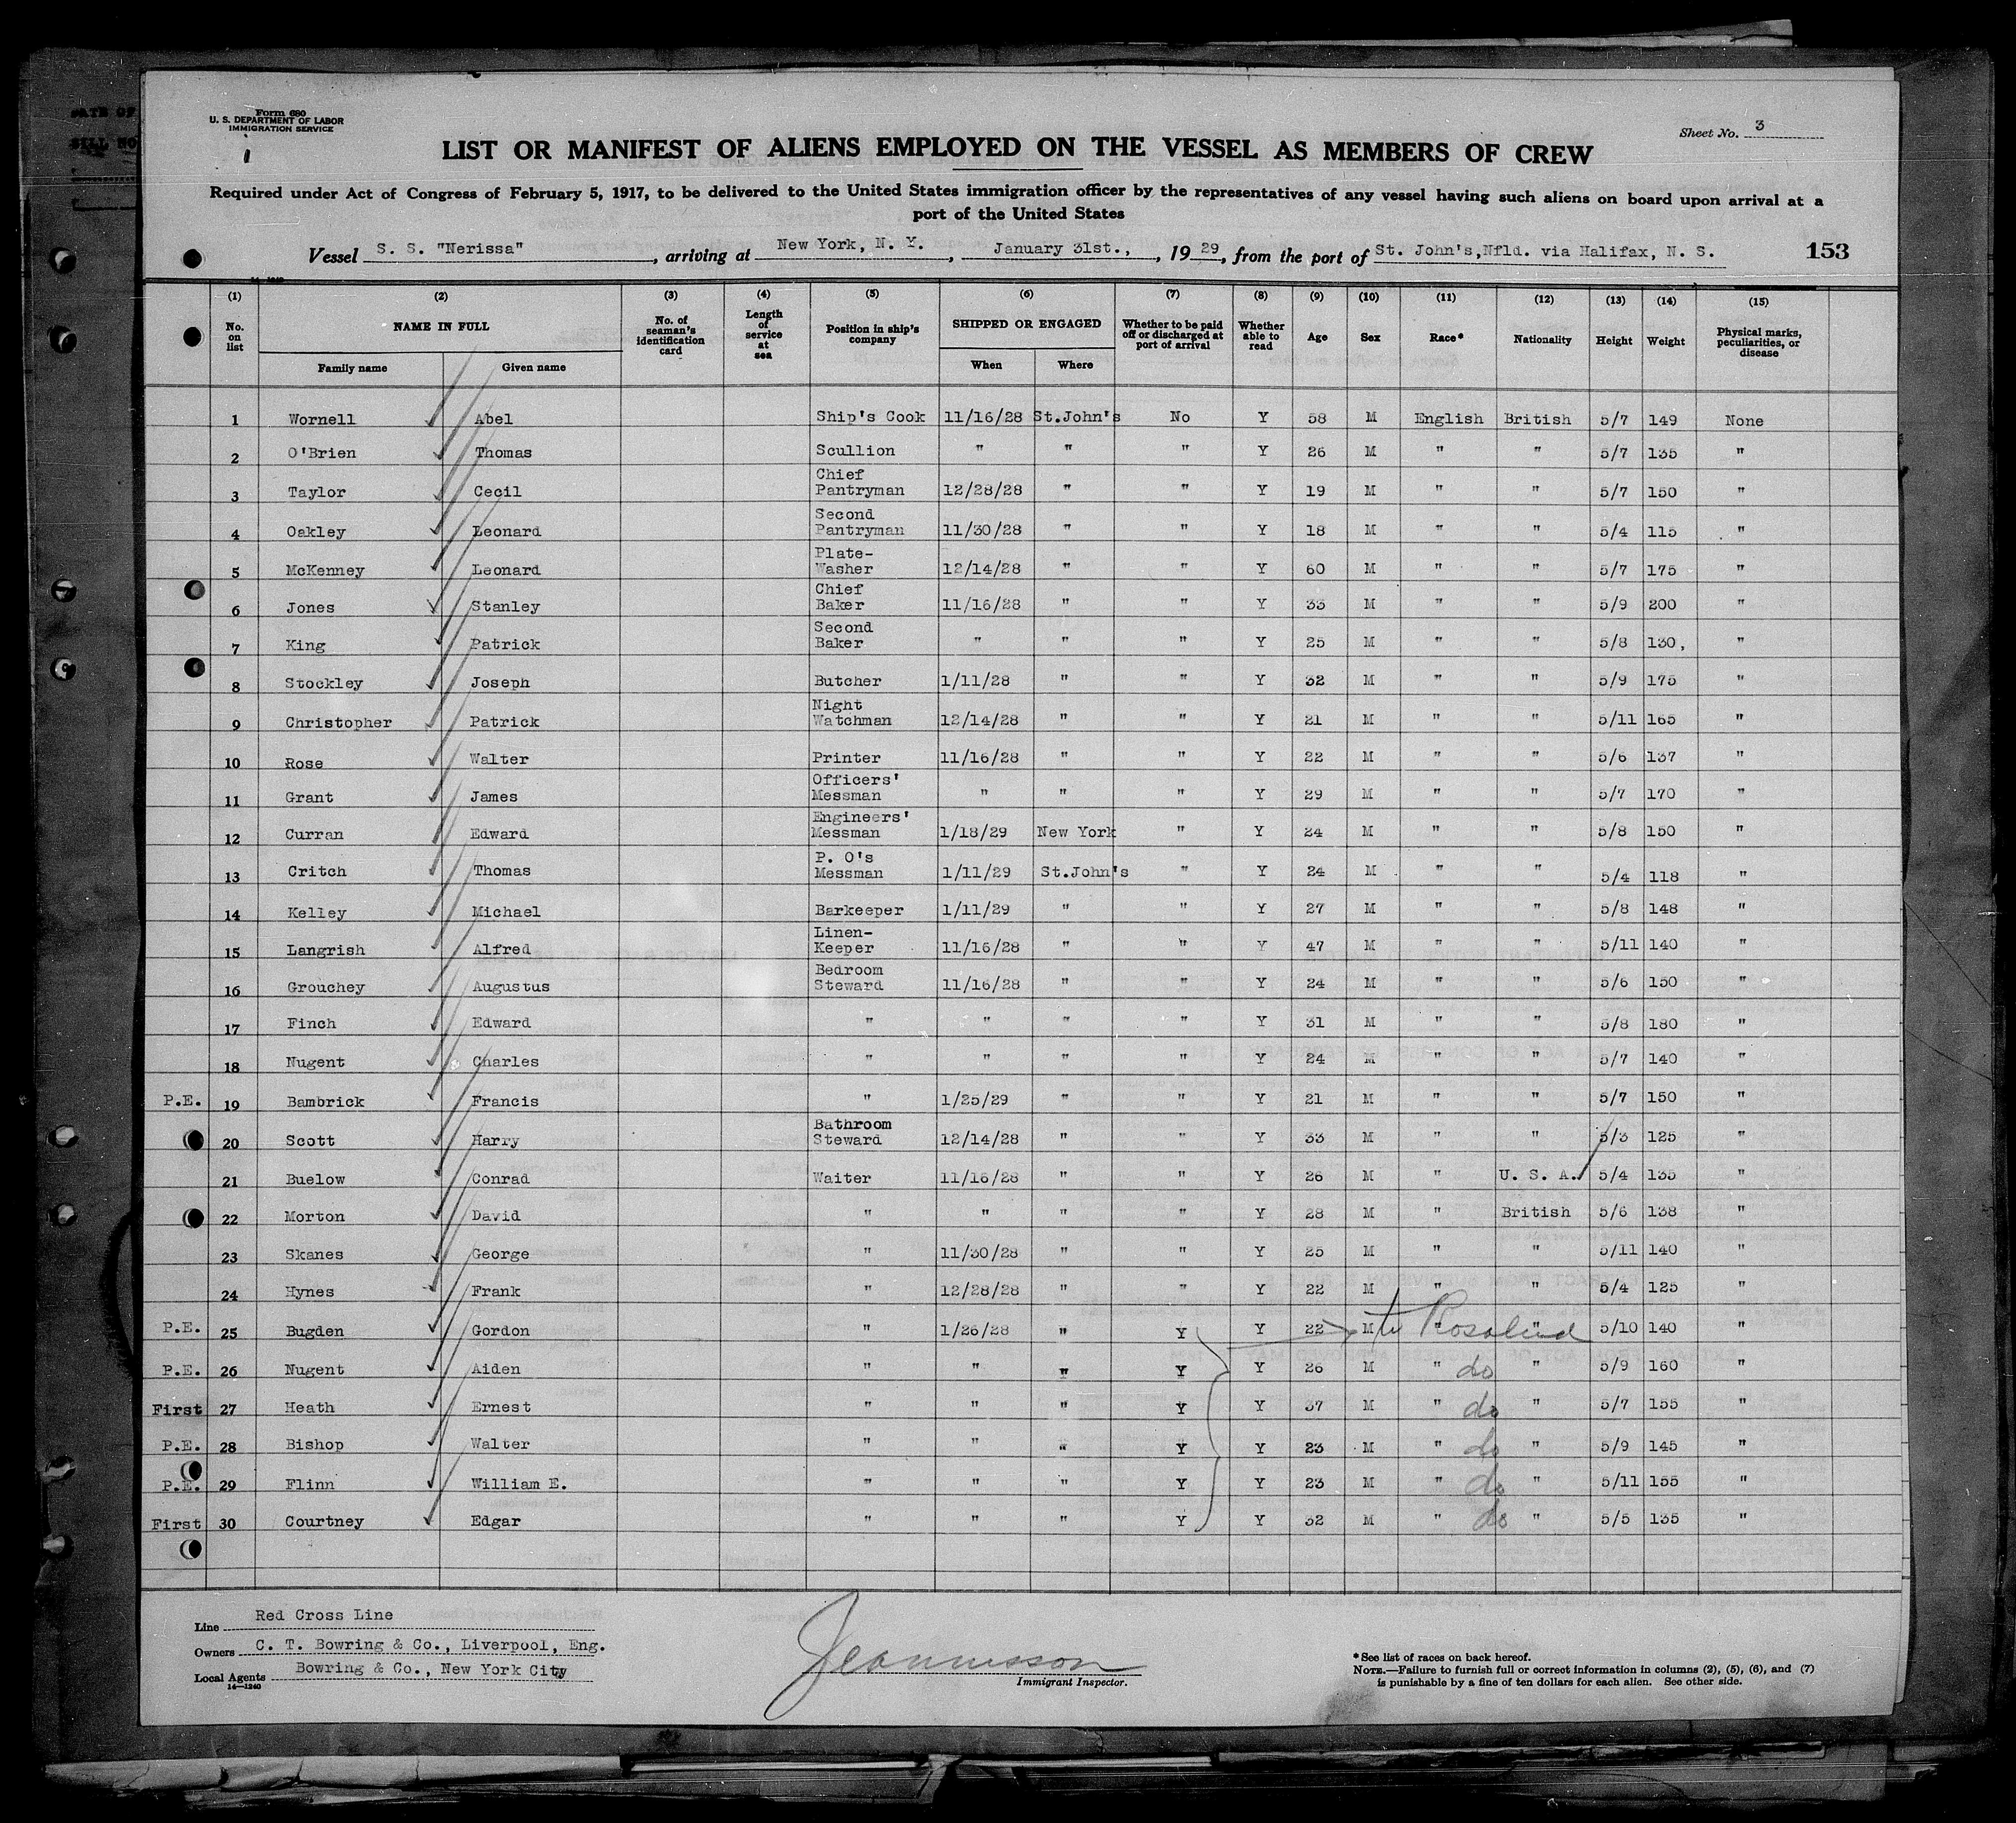 Form 680
U. S. DEPARTMENT OF LABOR
IMMIGRATION SERVICE
Sheet No. 3
LIST OR MANIFEST OF ALIENS EMPLOYED ON THE VESSEL AS MEMBERS OF CREW
Required under Act of Congress of February 5, 1917, to be delivered to the United States immigration officer by the representatives of any vessel having such aliens on board upon arrival at a
port of the United States
Vessel S. S. "Nerissa", arriving at New York, N. Y., January 31st., 1929, from the port of St. John's,Nfld. via Halifax, N. S. 153
(1) (2) (3) (4) (5) (6) (7) (8) (9) (10) (11) (12) (13) (14) (15)
No. on list NAME IN FULL Family name Given name No. of seaman's identification card Length of service at sea Position in ship's company SHIPPED OR ENGAGED When Where Whether to be paid off or discharged at port of arrival Whether able to read Age Sex Race* Nationality Height Weight Physical marks, peculiarities, or disease
1 Wornell Abel Ship's Cook 11/16/28 St.John's No Y 58 M English British 5/7 149 None
2 O'Brien Thomas Scullion " " " Y 26 M " " 5/7 135 "
3 Taylor Cecil Chief Pantryman 12/28/28 " " Y 19 M " " 5/7 150 "
4 Oakley Leonard Second Pantryman 11/30/28 " " Y 18 M " " 5/4 115 "
5 McKenney Leonard Plate-Washer 12/14/28 " " Y 60 M " " 5/7 175 "
6 Jones Stanley Chief Baker 11/16/28 " " Y 33 M " " 5/9 200 "
7 King Patrick Second Baker " " " Y 25 M " " 5/8 130, "
8 Stockley Joseph Butcher 1/11/28 " " Y 32 M " " 5/9 175 "
9 Christopher Patrick Night Watchman 12/14/28 " " Y 21 M " " 5/11 165 "
10 Rose Walter Printer 11/16/28 " " Y 22 M " " 5/6 137 "
11 Grant James Officers' Messman " " " Y 29 M " " 5/7 170 "
12 Curran Edward Engineers' Messman 1/18/29 New York " Y 24 M " " 5/8 150 "
13 Critch Thomas P. O's Messman 1/11/29 St.John's " Y 24 M " " 5/4 118 "
14 Kelley Michael Barkeeper 1/11/29 " " Y 27 M " " 5/8 148 "
15 Langrish Alfred Linen-Keeper 11/16/28 " " Y 47 M " " 5/11 140 "
16 Grouchey Augustus Bedroom Steward 11/16/28 " " Y 24 M " " 5/6 150 "
17 Finch Edward " " " " Y 31 M " " 5/8 180 "
18 Nugent Charles " " " " Y 24 M " " 5/7 140 "
P.E. 19 Bambrick Francis " 1/25/29 " " Y 21 M " " 5/7 150 "
20 Scott Harry Bathroom Steward 12/14/28 " " Y 33 M " " 5/3 125 "
21 Buelow Conrad Waiter 11/16/28 " " Y 26 M " U. S. A. 5/4 135 "
22 Morton David " " " " Y 28 M " British 5/6 138 "
23 Skanes George " 11/30/28 " " Y 25 M " " 5/11 140 "
24 Hynes Frank " 12/28/28 " " Y 22 M " " 5/4 125 "
P.E. 25 Bugden Gordon " 1/26/28 " Y Y 22 M to Rosalind " " 5/10 140 "
P.E. 26 Nugent Aiden " " " Y Y 26 M " do " 5/9 160 "
First 27 Heath Ernest " " " Y Y 37 M " do " 5/7 155 "
P.E. 28 Bishop Walter " " " Y Y 23 M " do " 5/9 145 "
P.E. 29 Flinn William E. " " " Y Y 23 M " do " 5/11 155 "
First 30 Courtney Edgar " " " Y Y 32 M " do " 5/5 135 "
Line Red Cross Line
Owners C. T. Bowring & Co., Liverpool, Eng.
Local Agents Bowring & Co., New York City
14—1240
Immigrant Inspector.
*See list of races on back hereof.
NOTE.—Failure to furnish full or correct information in columns (2), (5), (6), and (7)
is punishable by a fine of ten dollars for each alien. See other side.